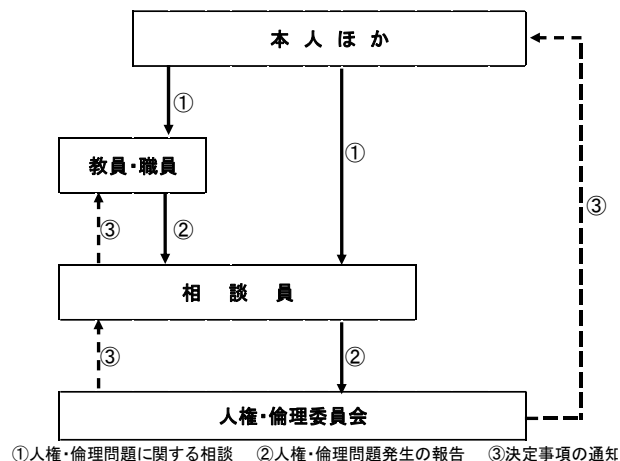 本人ほか
①
①
教員・職員
③
③
②
相談員
③
②
人権・倫理委員会
①人権・倫理問題に関する相談 ②人権・倫理問題発生の報告 ③決定事項の通知